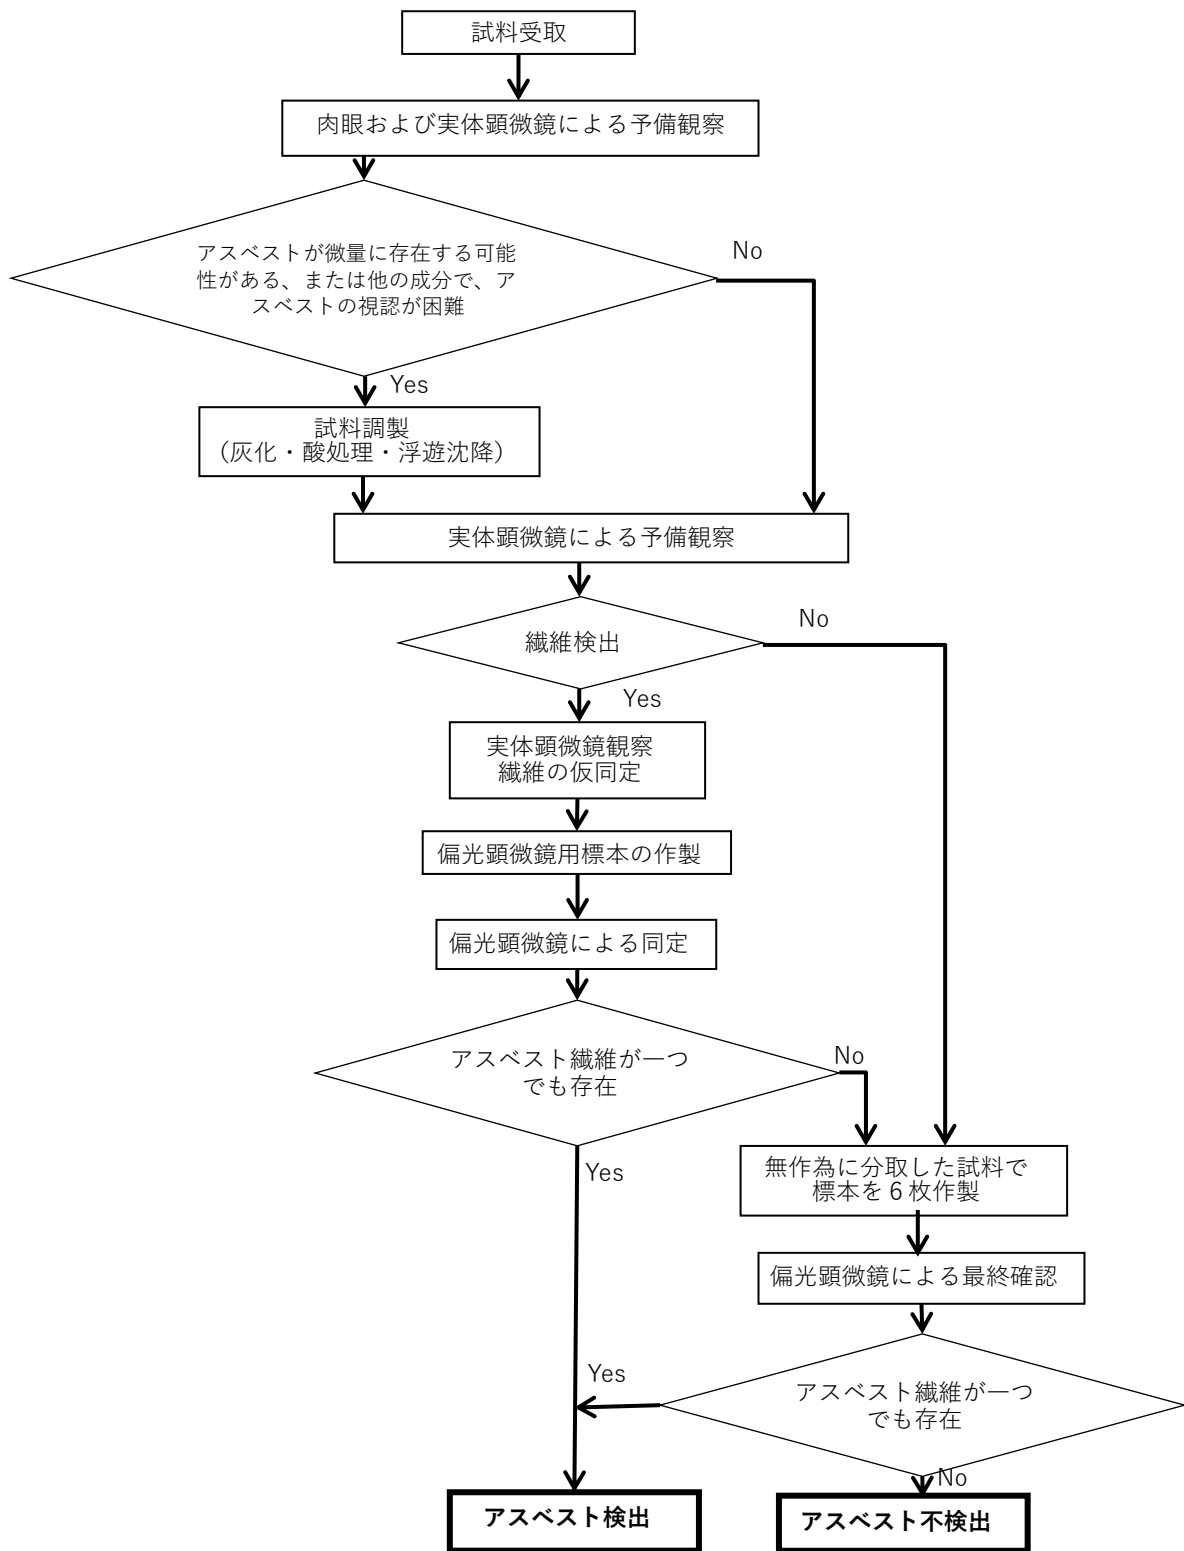 試料受取
肉眼および実体顕微鏡による予備観察
アスベストが微量に存在する可能
性がある、または他の成分で、ア
スベストの視認が困難
No
Yes
試料調製
（灰化・酸処理・浮遊沈降）
実体顕微鏡による予備観察
繊維検出
No
Yes
実体顕微鏡観察
繊維の仮同定
偏光顕微鏡用標本の作製
偏光顕微鏡による同定
アスベスト繊維が一つ
でも存在
No
Yes
無作為に分取した試料で
標本を６枚作製
偏光顕微鏡による最終確認
アスベスト繊維が一つ
でも存在
Yes
No
アスベスト検出
アスベスト不検出